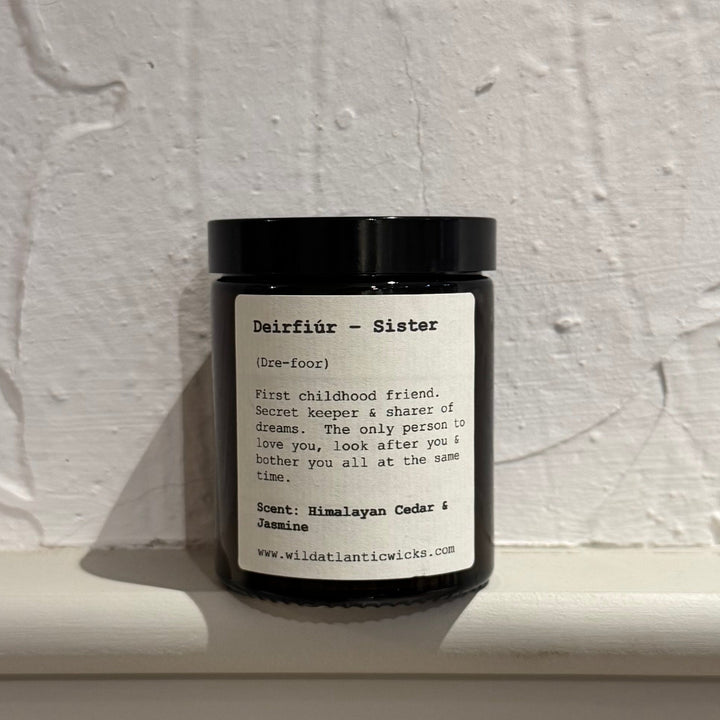 Deirfiúr - Sister
(Dre-foor)
First childhood friend.
Secret keeper & sharer of
dreams. The only person to
love you, look after you &
bother you all at the same
time.
Scent: Himalayan Cedar &
Jasmine
www.wildatlanticwicks.com